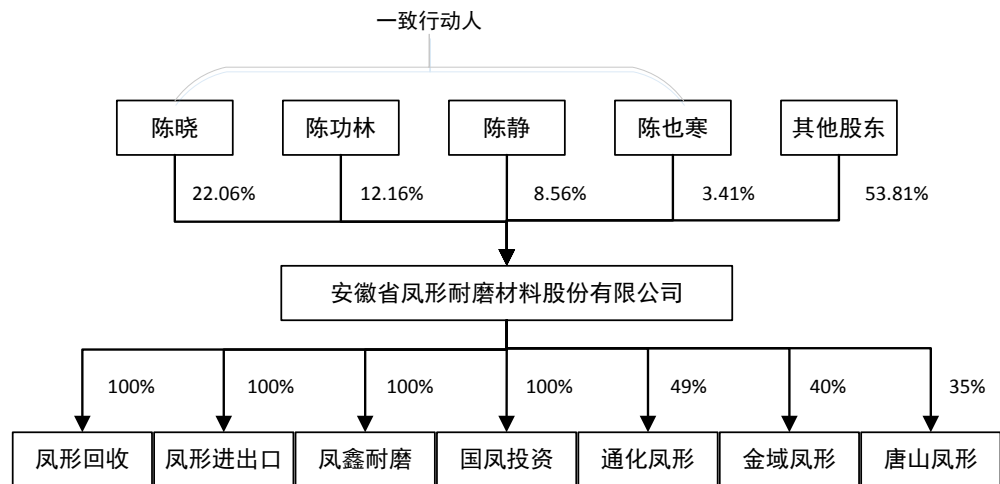 一致行动人
陈晓 陈功林 陈静 陈也寒 其他股东
22.06% 12.16% 8.56% 3.41% 53.81%
安徽省凤形耐磨材料股份有限公司
100% 100% 100% 100% 49% 40% 35%
凤形回收 凤形进出口 凤鑫耐磨 国凤投资 通化凤形 金域凤形 唐山凤形